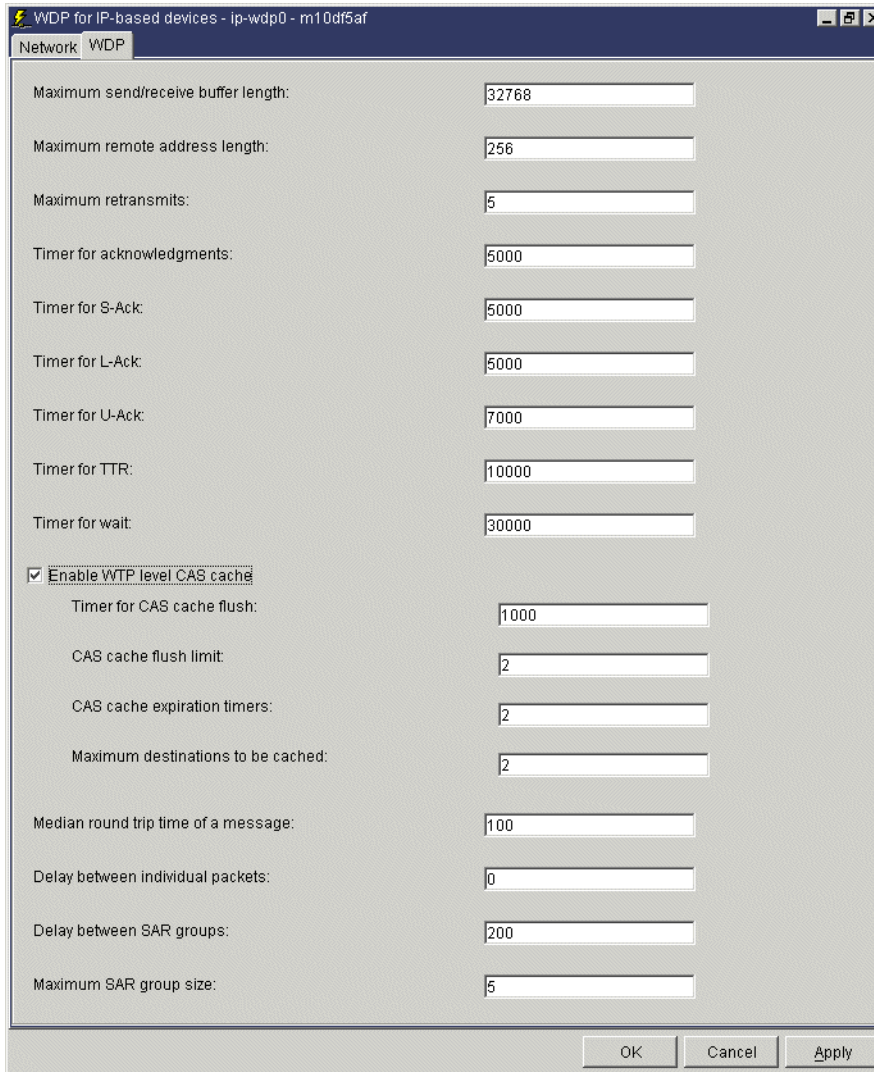 WDP for IP-based devices - ip-wdp0 - m10df5af
Network WDP
Maximum send/receive buffer length: 32768
Maximum remote address length: 256
Maximum retransmits: 5
Timer for acknowledgments: 5000
Timer for S-Ack: 5000
Timer for L-Ack: 5000
Timer for U-Ack: 7000
Timer for TTR: 10000
Timer for wait: 30000
Enable WTP level CAS cache
Timer for CAS cache flush: 1000
CAS cache flush limit: 2
CAS cache expiration timers: 2
Maximum destinations to be cached: 2
Median round trip time of a message: 100
Delay between individual packets: 0
Delay between SAR groups: 200
Maximum SAR group size: 5
OK Cancel Apply